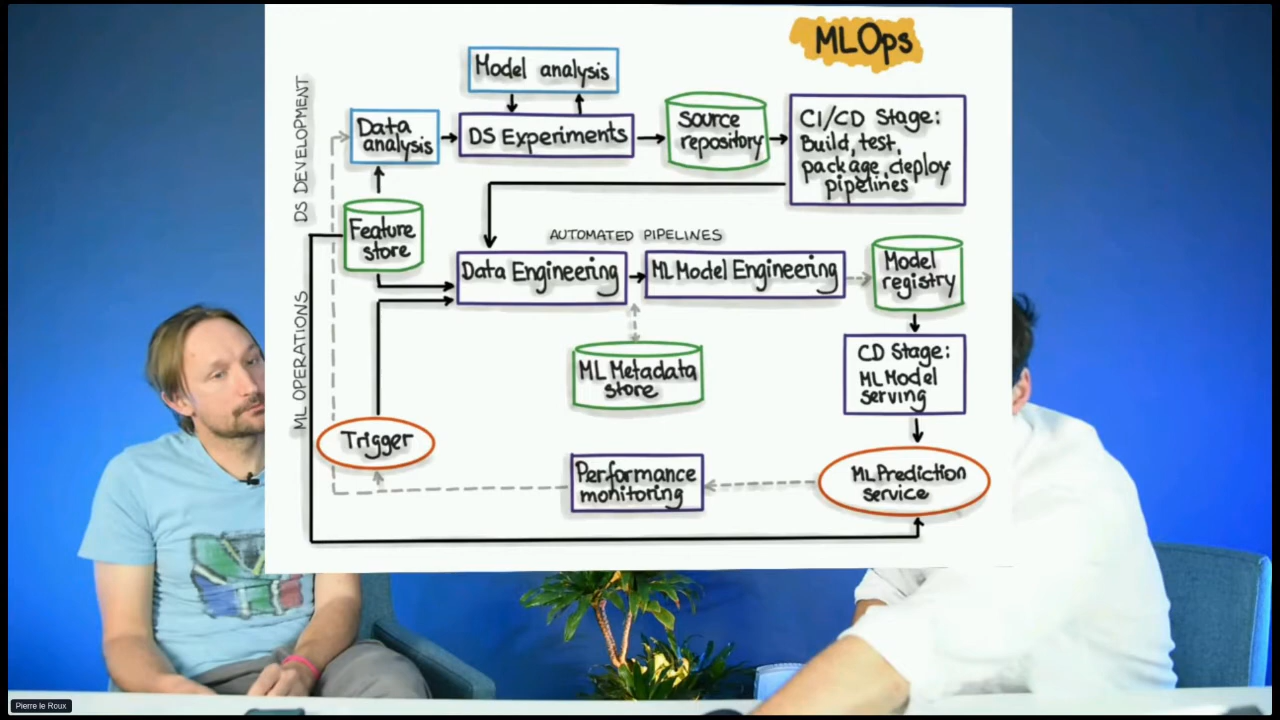 MLOps
DS DEVELOPMENT
Model analysis
Data
analysis
DS Experiments
Source
repository
CI/CD Stage:
Build, test,
package, deploy
pipelines
Feature
store
AUTOMATED PIPELINES
Data Engineering
ML Model Engineering
Model
registry
ML OPERATIONS
ML Metadata
store
CD Stage:
ML Model
serving
Trigger
Performance
monitoring
ML Prediction
service
Pierre le Roux